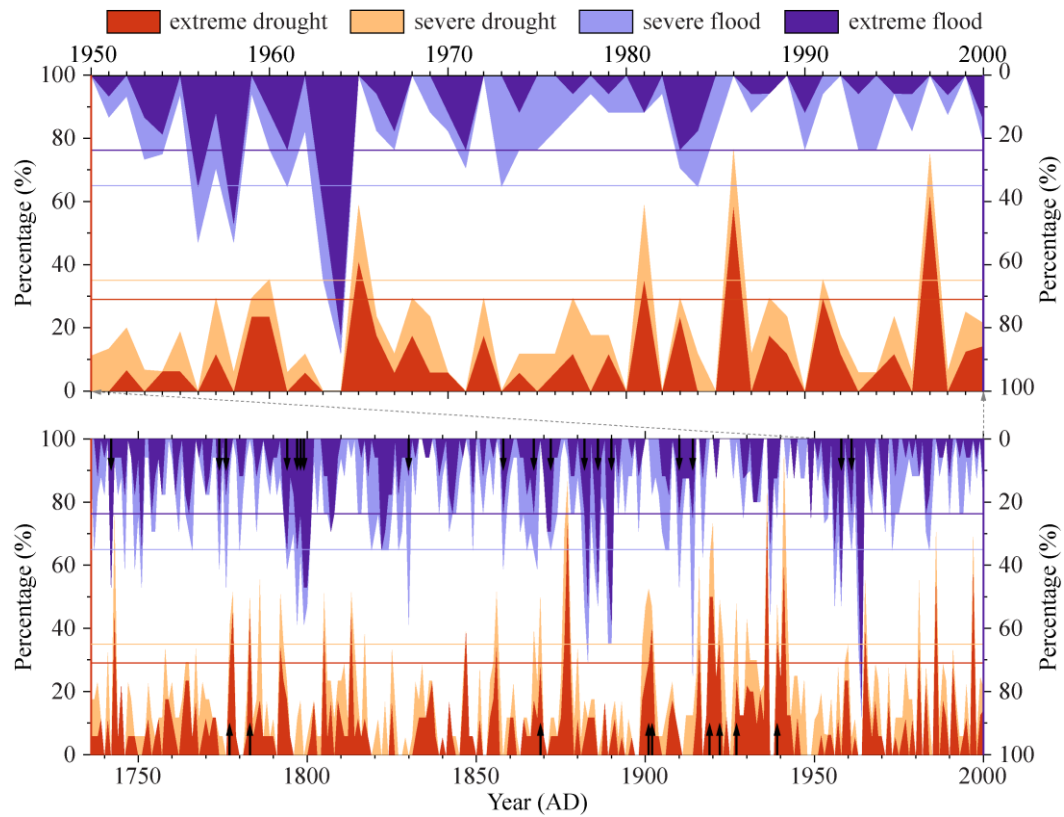 extreme drought severe drought severe flood extreme flood
1950 1960 1970 1980 1990 2000
100 0
80 20
60 40
40 60
20 80
0 100
Percentage (%) Percentage (%)
100 0
80 20
60 40
40 60
20 80
0 100
Percentage (%) Percentage (%)
1750 1800 1850 1900 1950 2000
Year (AD)